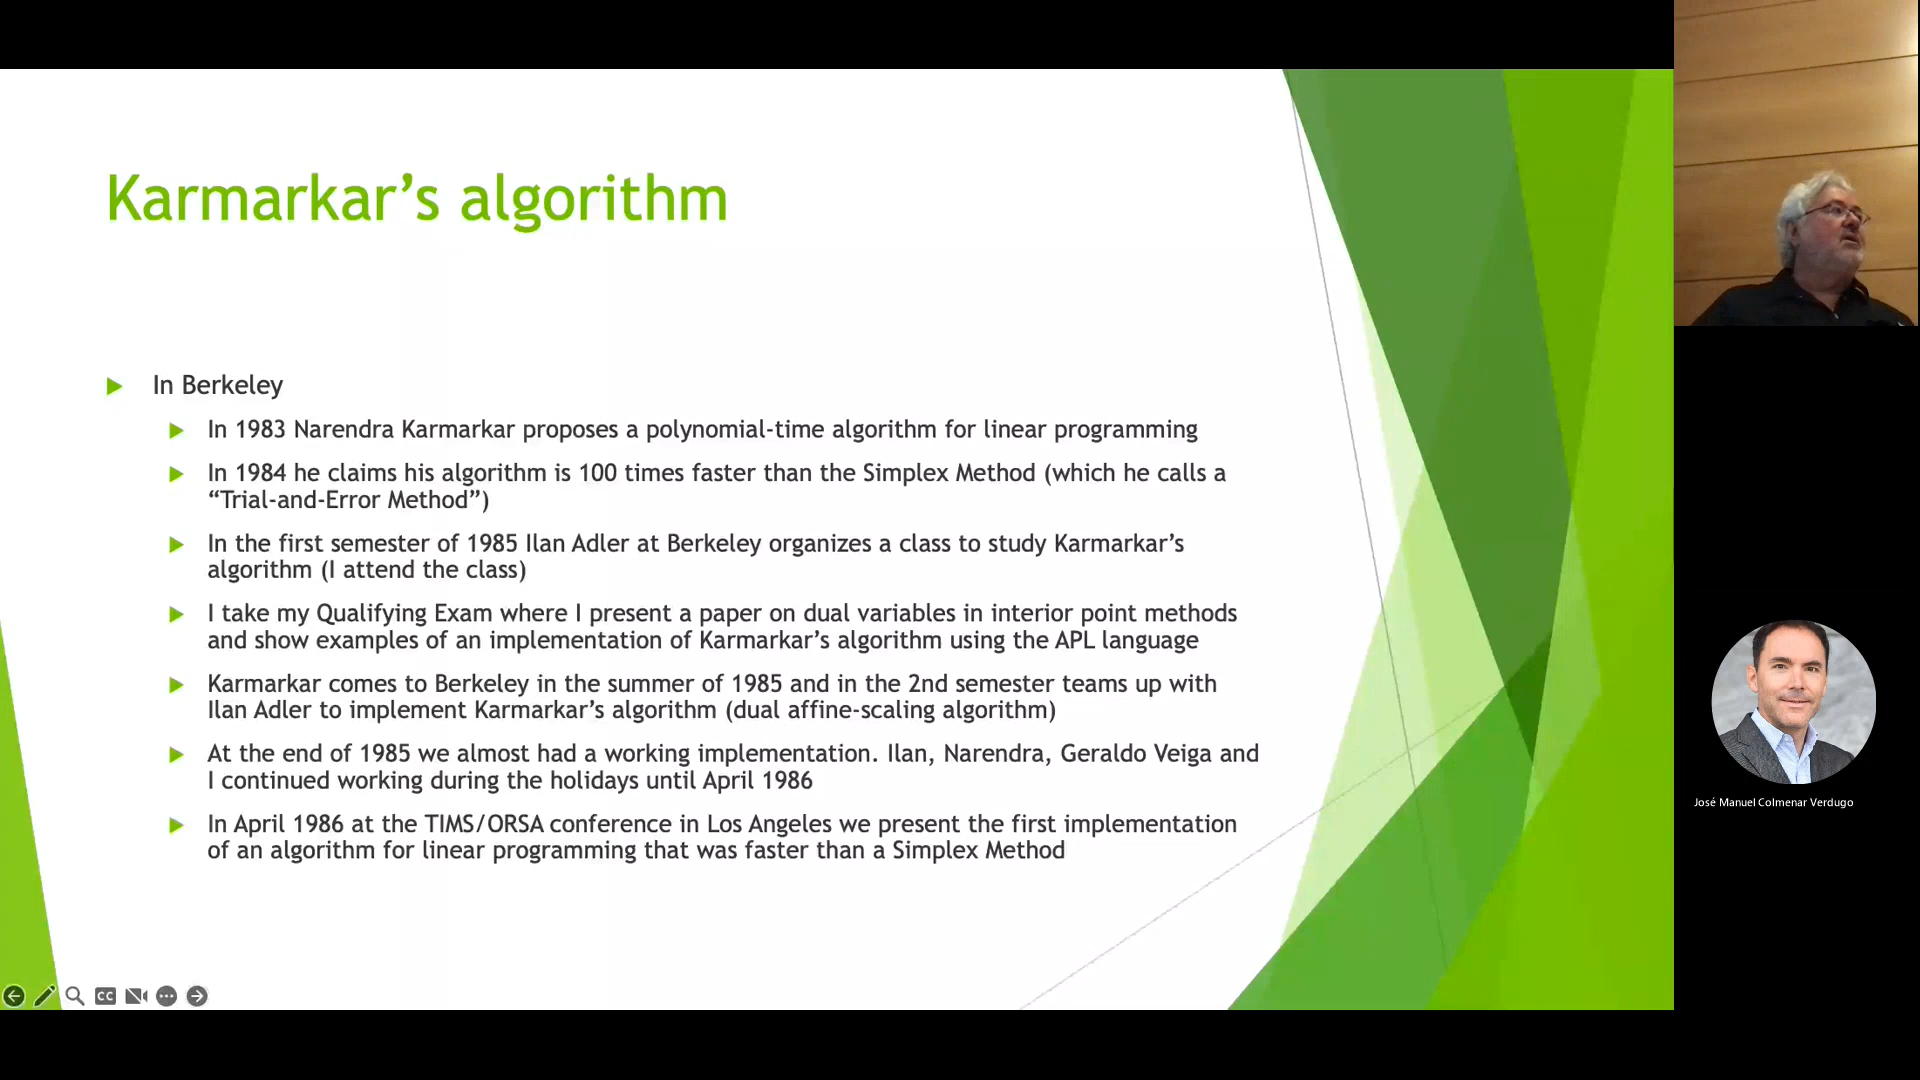 Karmarkar’s algorithm
In Berkeley
In 1983 Narendra Karmarkar proposes a polynomial-time algorithm for linear programming
In 1984 he claims his algorithm is 100 times faster than the Simplex Method (which he calls a
“Trial-and-Error Method”)
In the first semester of 1985 Ilan Adler at Berkeley organizes a class to study Karmarkar’s
algorithm (I attend the class)
I take my Qualifying Exam where I present a paper on dual variables in interior point methods
and show examples of an implementation of Karmarkar’s algorithm using the APL language
Karmarkar comes to Berkeley in the summer of 1985 and in the 2nd semester teams up with
Ilan Adler to implement Karmarkar’s algorithm (dual affine-scaling algorithm)
At the end of 1985 we almost had a working implementation. Ilan, Narendra, Geraldo Veiga and
I continued working during the holidays until April 1986
In April 1986 at the TIMS/ORSA conference in Los Angeles we present the first implementation
of an algorithm for linear programming that was faster than a Simplex Method
CC
José Manuel Colmenar Verdugo